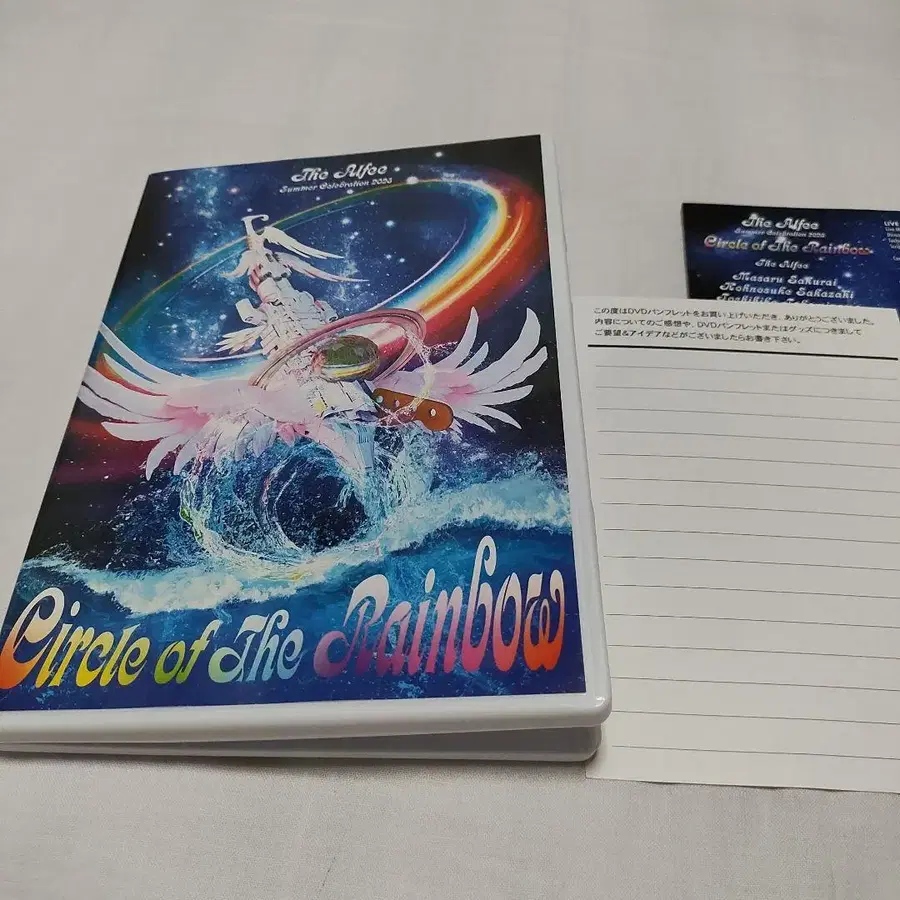 The Alfee
Summer Celebration 2023
Circle of The Rainbow
The Alfee
Summer Celebration 2023
Circle of The Rainbow
The Alfee
Masaru Sakurai
Kohnosuke Sakazaki
LIVE
この度はDVDパンフレットをお買い上げいただき、ありがとうございました。
内容についてのご感想や、DVDパンフレットまたはグッズにつきまして
ご要望&アイデアなどがございましたらお書き下さい。